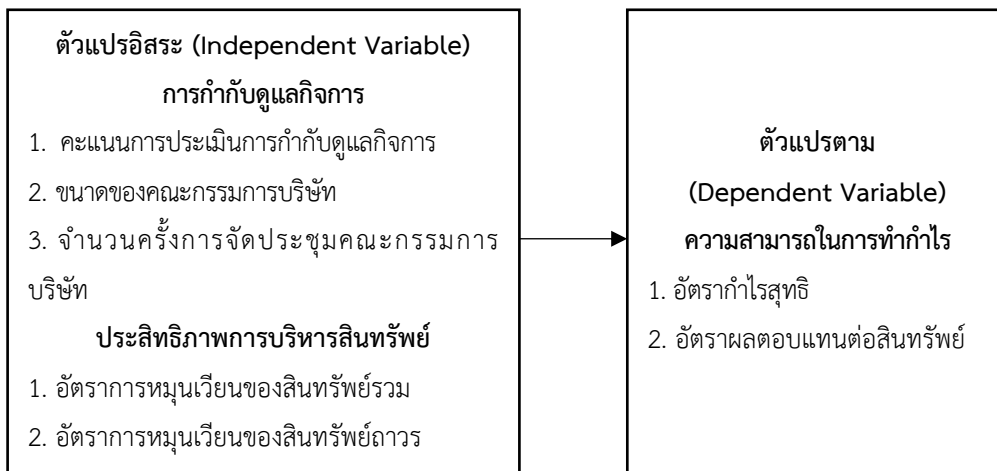 ตัวแปรอิสระ (Independent Variable)
การกำกับดูแลกิจการ
1. คะแนนการประเมินการกำกับดูแลกิจการ
2. ขนาดของคณะกรรมการบริษัท
3. จำนวนครั้งการจัดประชุมคณะกรรมการ
บริษัท
ประสิทธิภาพการบริหารสินทรัพย์
1. อัตราการหมุนเวียนของสินทรัพย์รวม
2. อัตราการหมุนเวียนของสินทรัพย์ถาวร
ตัวแปรตาม
(Dependent Variable)
ความสามารถในการทำกำไร
1. อัตรากำไรสุทธิ
2. อัตราผลตอบแทนต่อสินทรัพย์